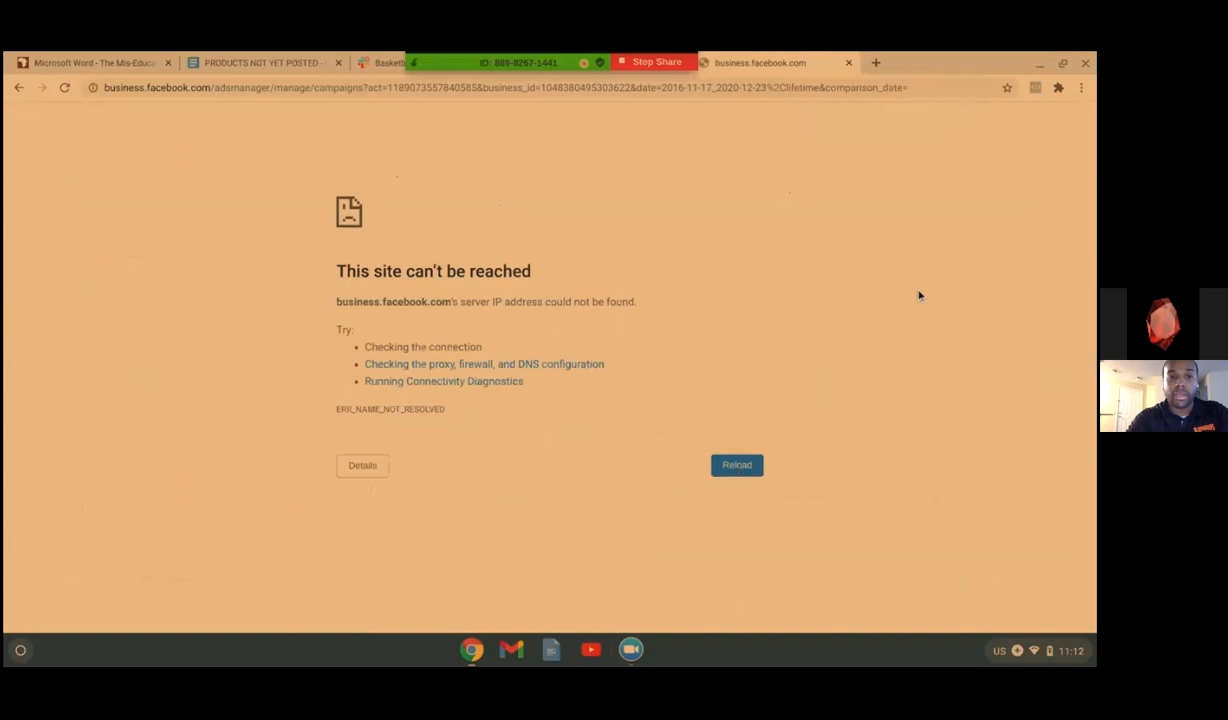 Microsoft Word - The Mis-Educa
PRODUCTS NOT YET POSTED -
Basketb
ID: 889-8267-1441
Stop Share
business.facebook.com
business.facebook.com/adsmanager/manage/campaigns?act=1189073557840585&business_id=1048380495303622&date=2016-11-17_2020-12-23%2Clifetime&comparison_date=
This site can't be reached
business.facebook.com's server IP address could not be found.
Try:
• Checking the connection
• Checking the proxy, firewall, and DNS configuration
• Running Connectivity Diagnostics
ERR_NAME_NOT_RESOLVED
Details
Reload
US
11:12